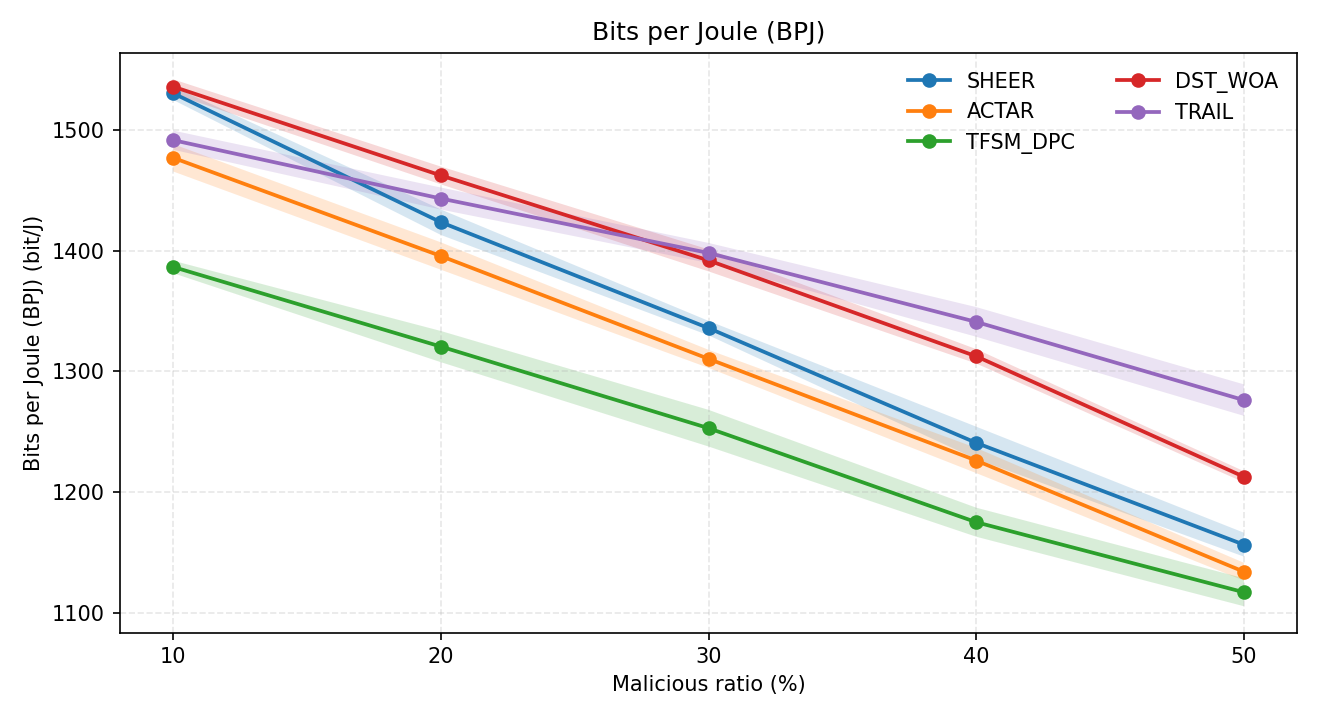 Bits per Joule (BPJ)
Bits per Joule (BPJ)) (bit/J)
1500
1400
1300
1200
1100
10 20 30 40 50
Malicious ratio (%)
SHEER
ACTAR
TFSM_DPC
DST_WOA
TRAIL